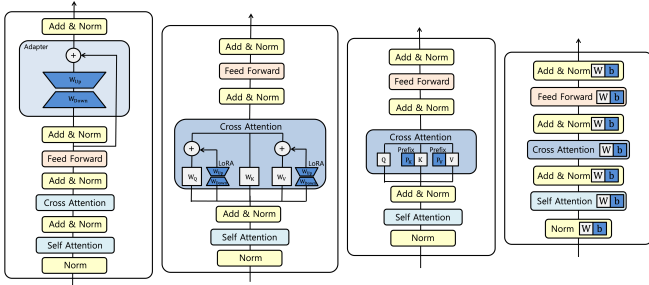 Add & Norm
Adapter
+
W_Up
W_Down
Add & Norm
Feed Forward
Add & Norm
Cross Attention
Add & Norm
Self Attention
Norm
Add & Norm
Feed Forward
Add & Norm
Cross Attention
+
+
LoRA
LoRA
W_Q
W_Up
W_Down
W_K
W_V
W_Up
W_Down
Add & Norm
Self Attention
Norm
Add & Norm
Feed Forward
Add & Norm
Cross Attention
Prefix
Prefix
Q
P_K
K
P_V
V
Add & Norm
Self Attention
Norm
Add & Norm W b
Feed Forward W b
Add & Norm W b
Cross Attention W b
Add & Norm W b
Self Attention W b
Norm W b